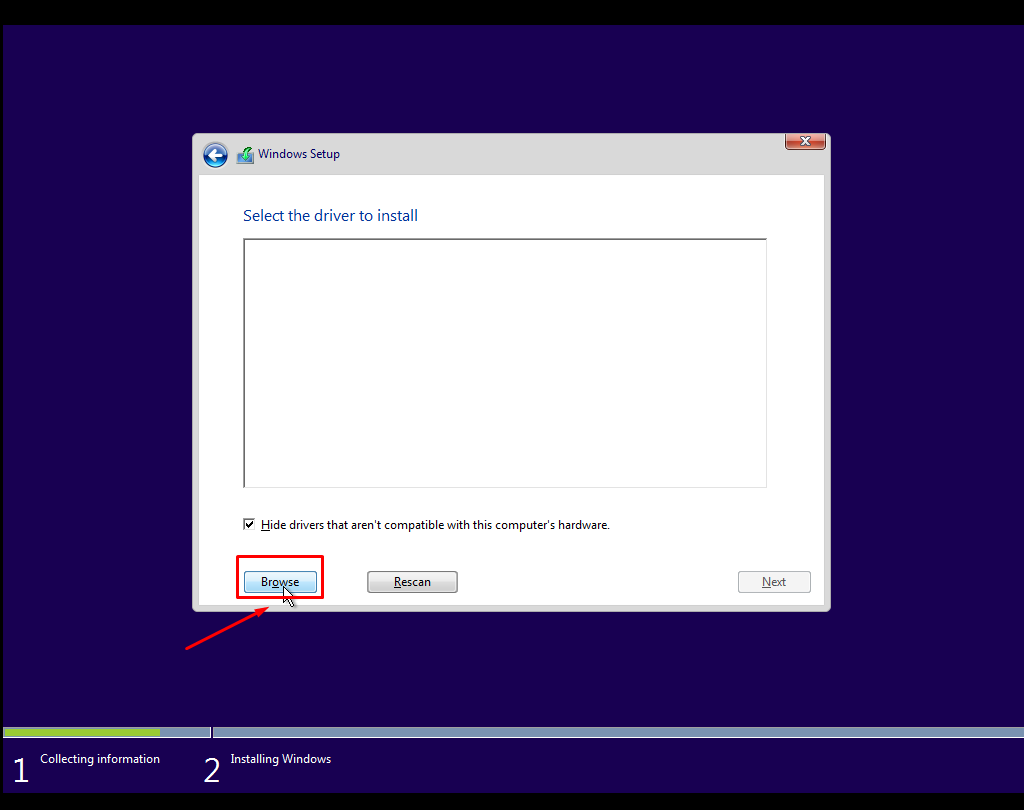 Windows Setup
Select the driver to install
Hide drivers that aren't compatible with this computer's hardware.
Browse
Rescan
Next
1 Collecting information
2 Installing Windows